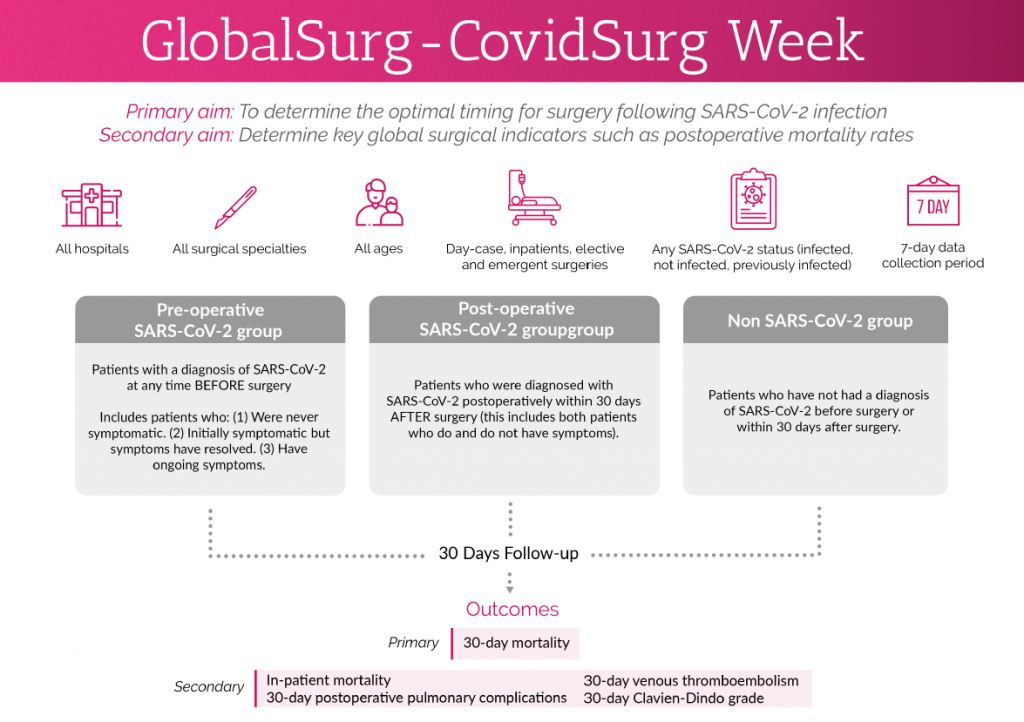 GlobalSurg-CovidSurg Week
Primary aim: To determine the optimal timing for surgery following SARS-CoV-2 infection
Secondary aim: Determine key global surgical indicators such as postoperative mortality rates
7 DAY
All hospitals
All surgical specialties
All ages
Day-case, inpatients, elective
and emergent surgeries
Any SARS-CoV-2 status (infected,
not infected, previously infected)
7-day data
collection period
Pre-operative
SARS-CoV-2 group
Patients with a diagnosis of SARS-CoV-2
at any time BEFORE surgery
Includes patients who: (1) Were never
symptomatic. (2) Initially symptomatic but
symptoms have resolved. (3) Have
ongoing symptoms.
Post-operative
SARS-CoV-2 groupgroup
Patients who were diagnosed with
SARS-CoV-2 postoperatively within 30 days
AFTER surgery (this includes both patients
who do and do not have symptoms).
Non SARS-CoV-2 group
Patients who have not had a diagnosis
of SARS-CoV-2 before surgery or
within 30 days after surgery.
30 Days Follow-up
Outcomes
Primary 30-day mortality
Secondary
In-patient mortality
30-day postoperative pulmonary complications
30-day venous thromboembolism
30-day Clavien-Dindo grade